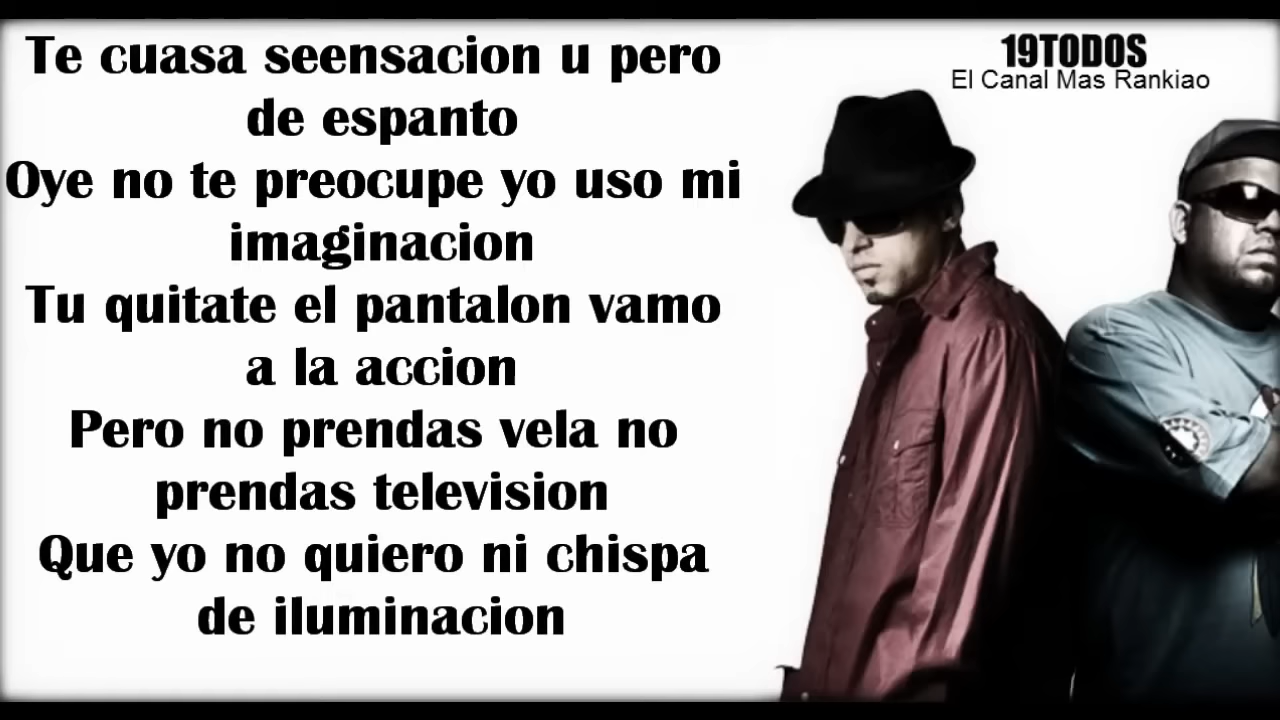 Te cuasa seensacion u pero
de espanto
Oye no te preocupe yo uso mi
imaginacion
Tu quitate el pantalon vamo
a la accion
Pero no prendas vela no
prendas television
Que yo no quiero ni chispa
de iluminacion
19TODOS
El Canal Mas Rankiao